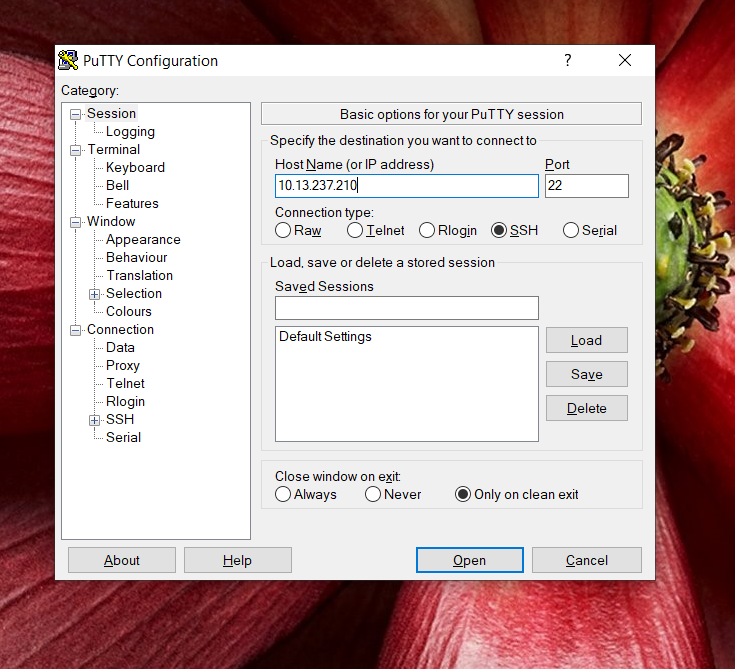 PuTTY Configuration
?
Category:
Session
Logging
Terminal
Keyboard
Bell
Features
Window
Appearance
Behaviour
Translation
Selection
Colours
Connection
Data
Proxy
Telnet
Rlogin
SSH
Serial
Basic options for your PuTTY session
Specify the destination you want to connect to
Host Name (or IP address) Port
10.13.237.210 22
Connection type:
Raw Telnet Rlogin SSH Serial
Load, save or delete a stored session
Saved Sessions
Default Settings
Load
Save
Delete
Close window on exit:
Always Never Only on clean exit
About Help Open Cancel